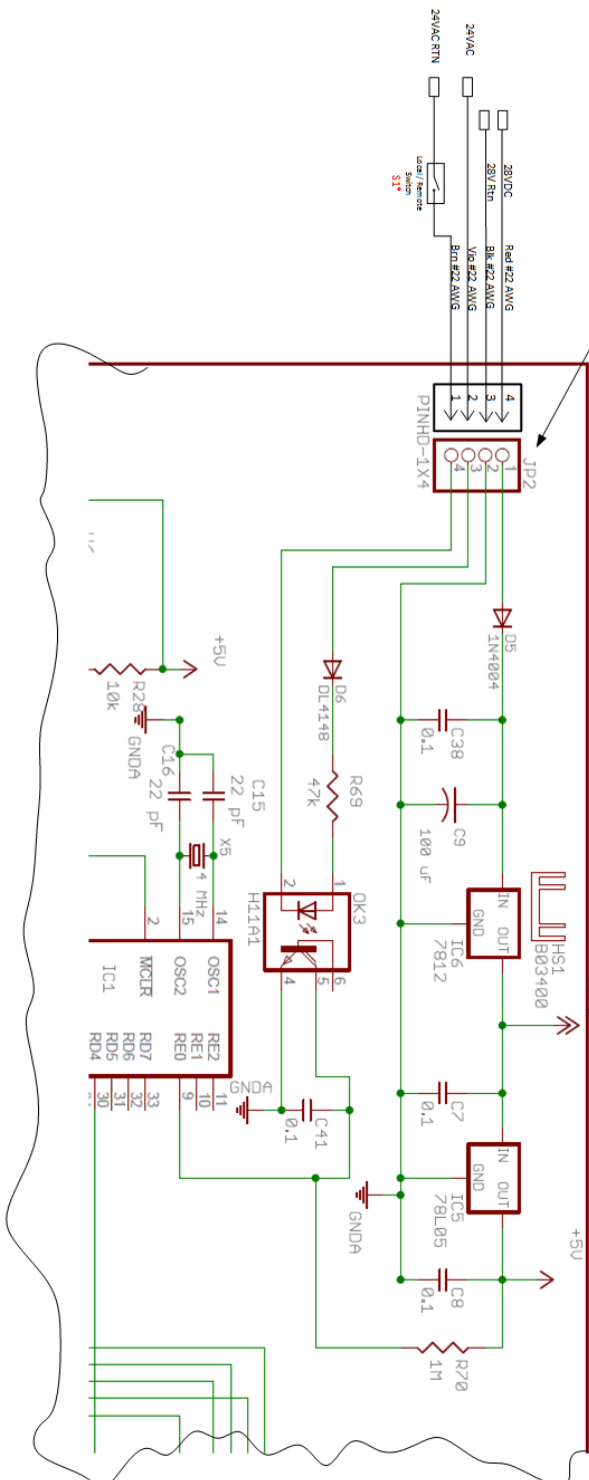 24VAC RTN
24VAC
28V Rtn
28VDC
Local / Remote
Switch
S1*
Brn #22 AWG
Vio #22 AWG
Blk #22 AWG
Red #22 AWG
1
2
3
4
PINHD-1X4
JP2
4
3
2
1
D5
1N4004
D6
DL4148
R69
47k
C38
0.1
C9
100 uF
+5V
R28
10k
GNDA
C16
22 pF
C15
22 pF
X5
4 MHz
OK3
1
2
H11A1
6
5
4
HS1
B03400
IN OUT
GND
IC6
7812
2
15
14
MCLR
OSC2
OSC1
IC1
RD4
RD5
RD6
RD7
RE0
RE1
RE2
30
31
32
33
9
10
11
GNDA
C41
0.1
C7
0.1
IN OUT
GND
IC5
78L05
GNDA
+5V
C8
0.1
R70
1M